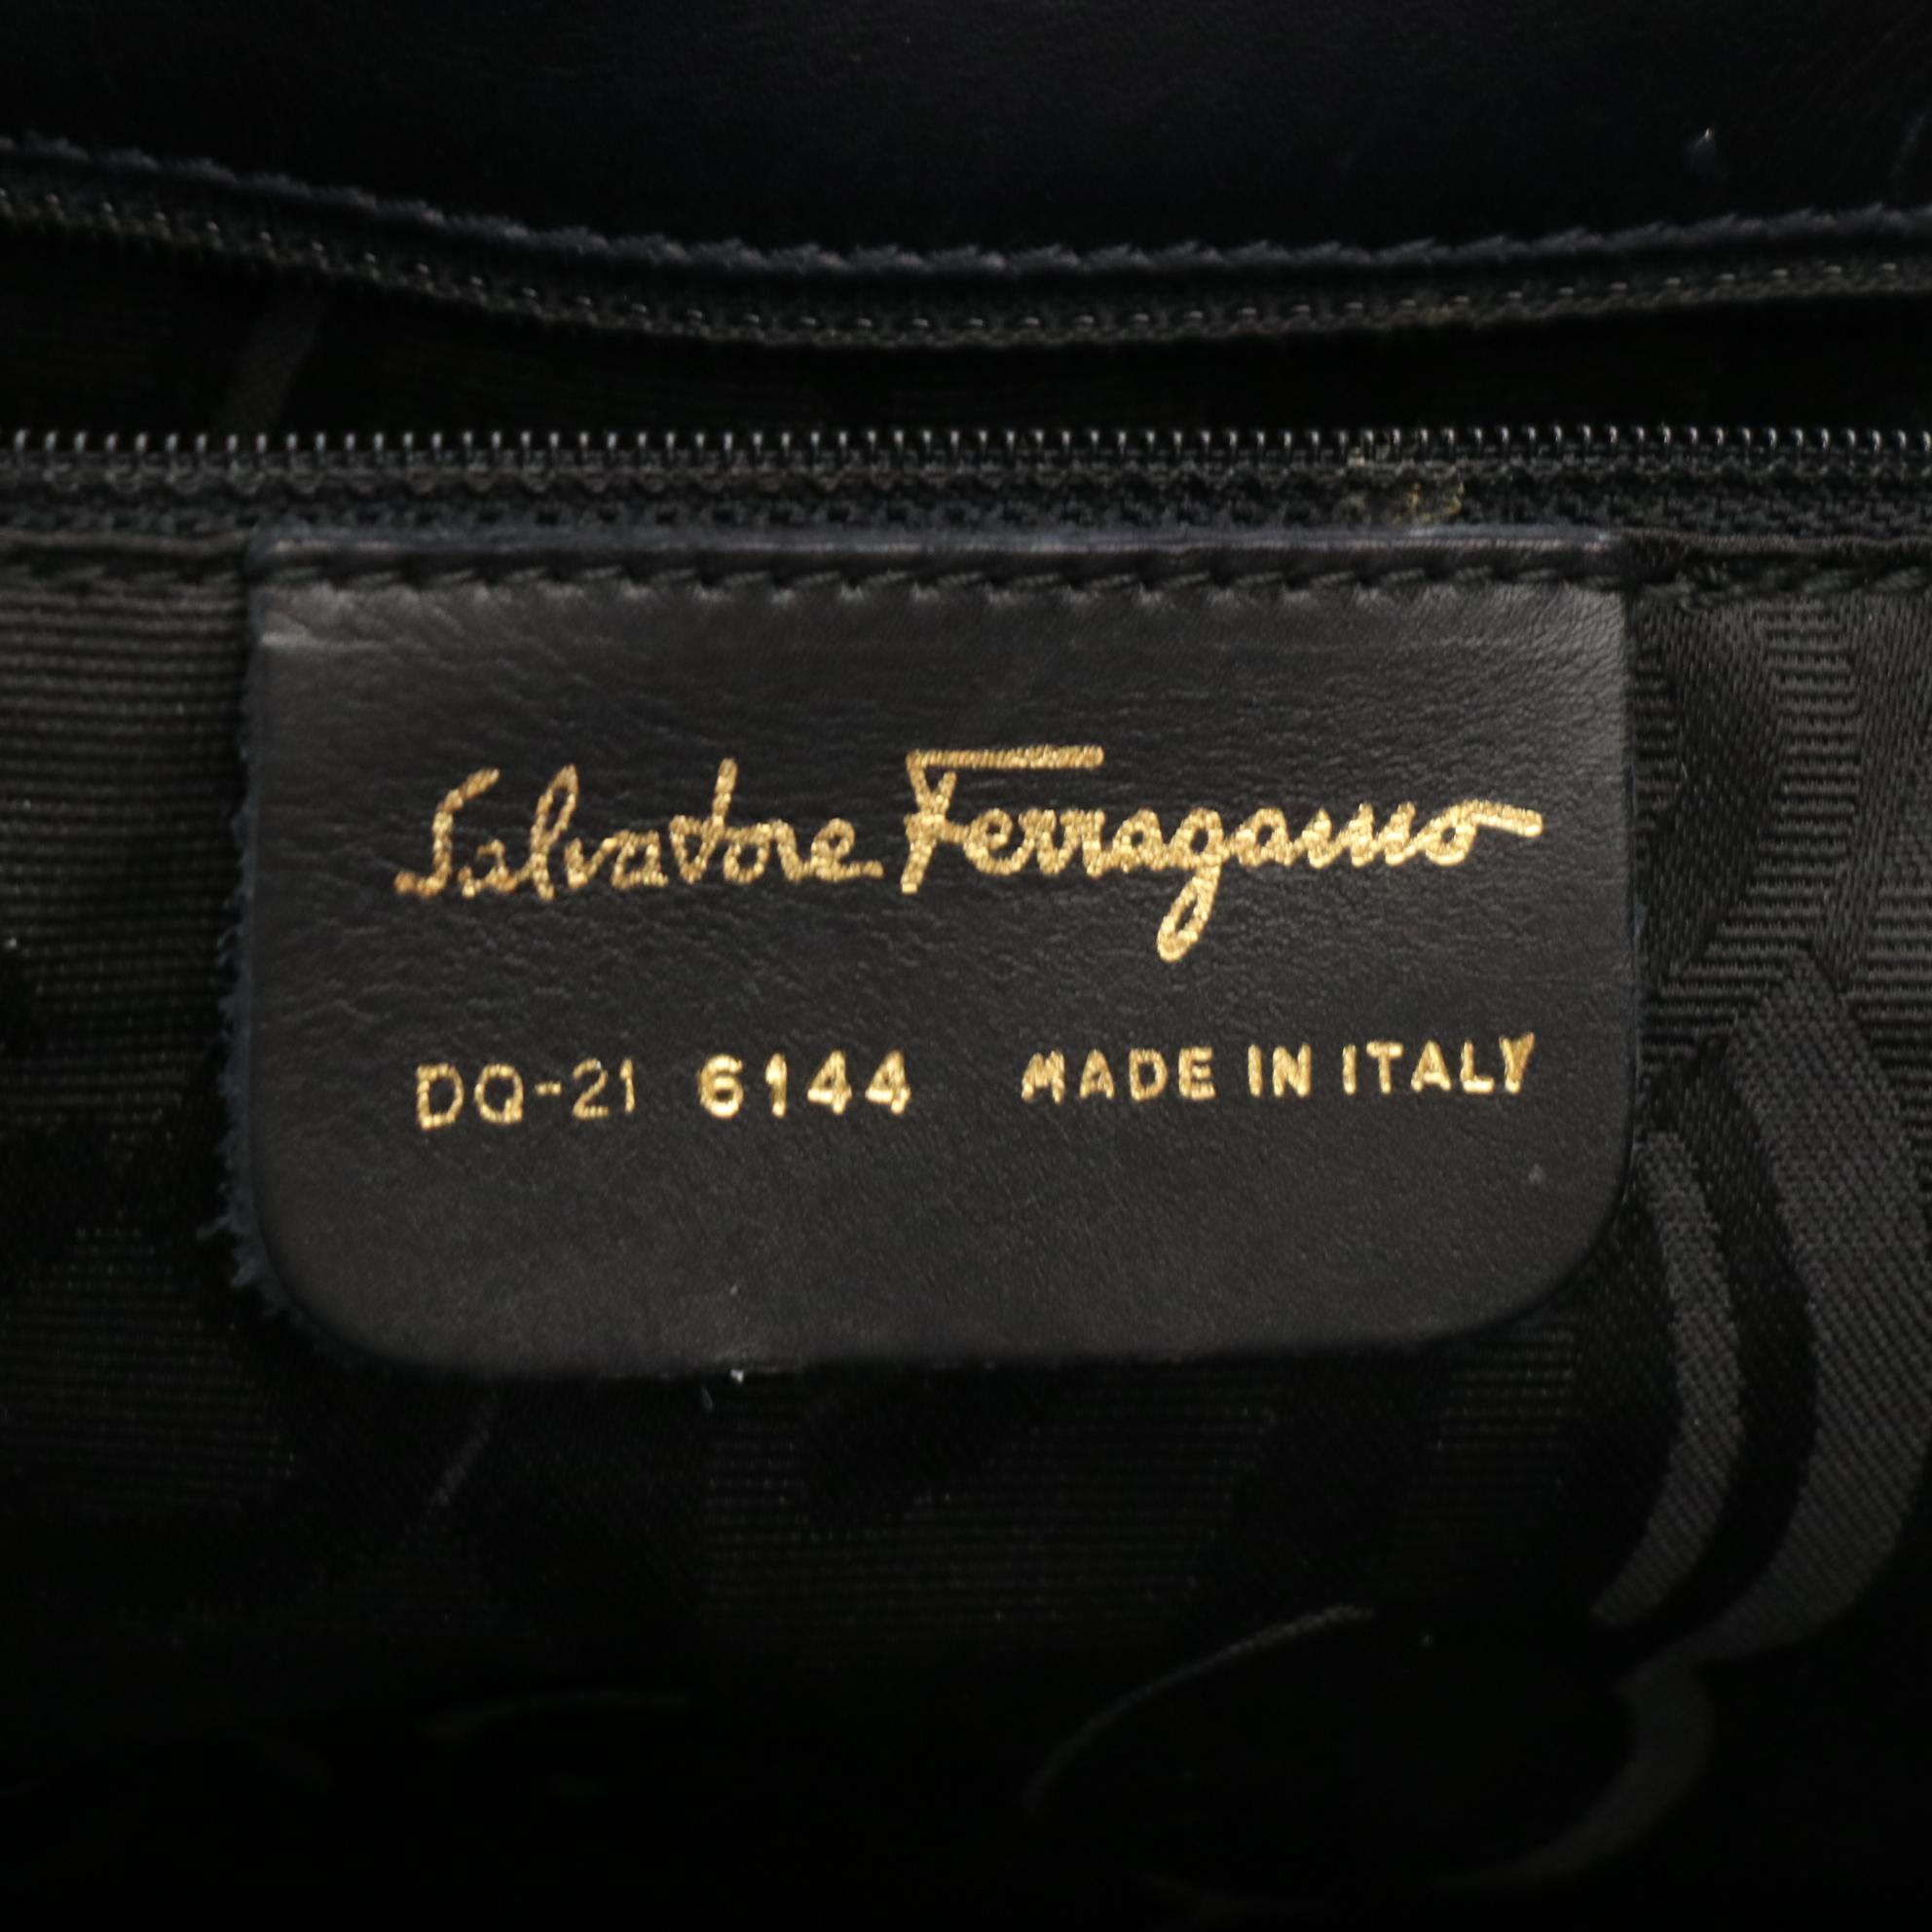 Salvatore Ferragamo
DQ-21 6144 MADE IN ITALY